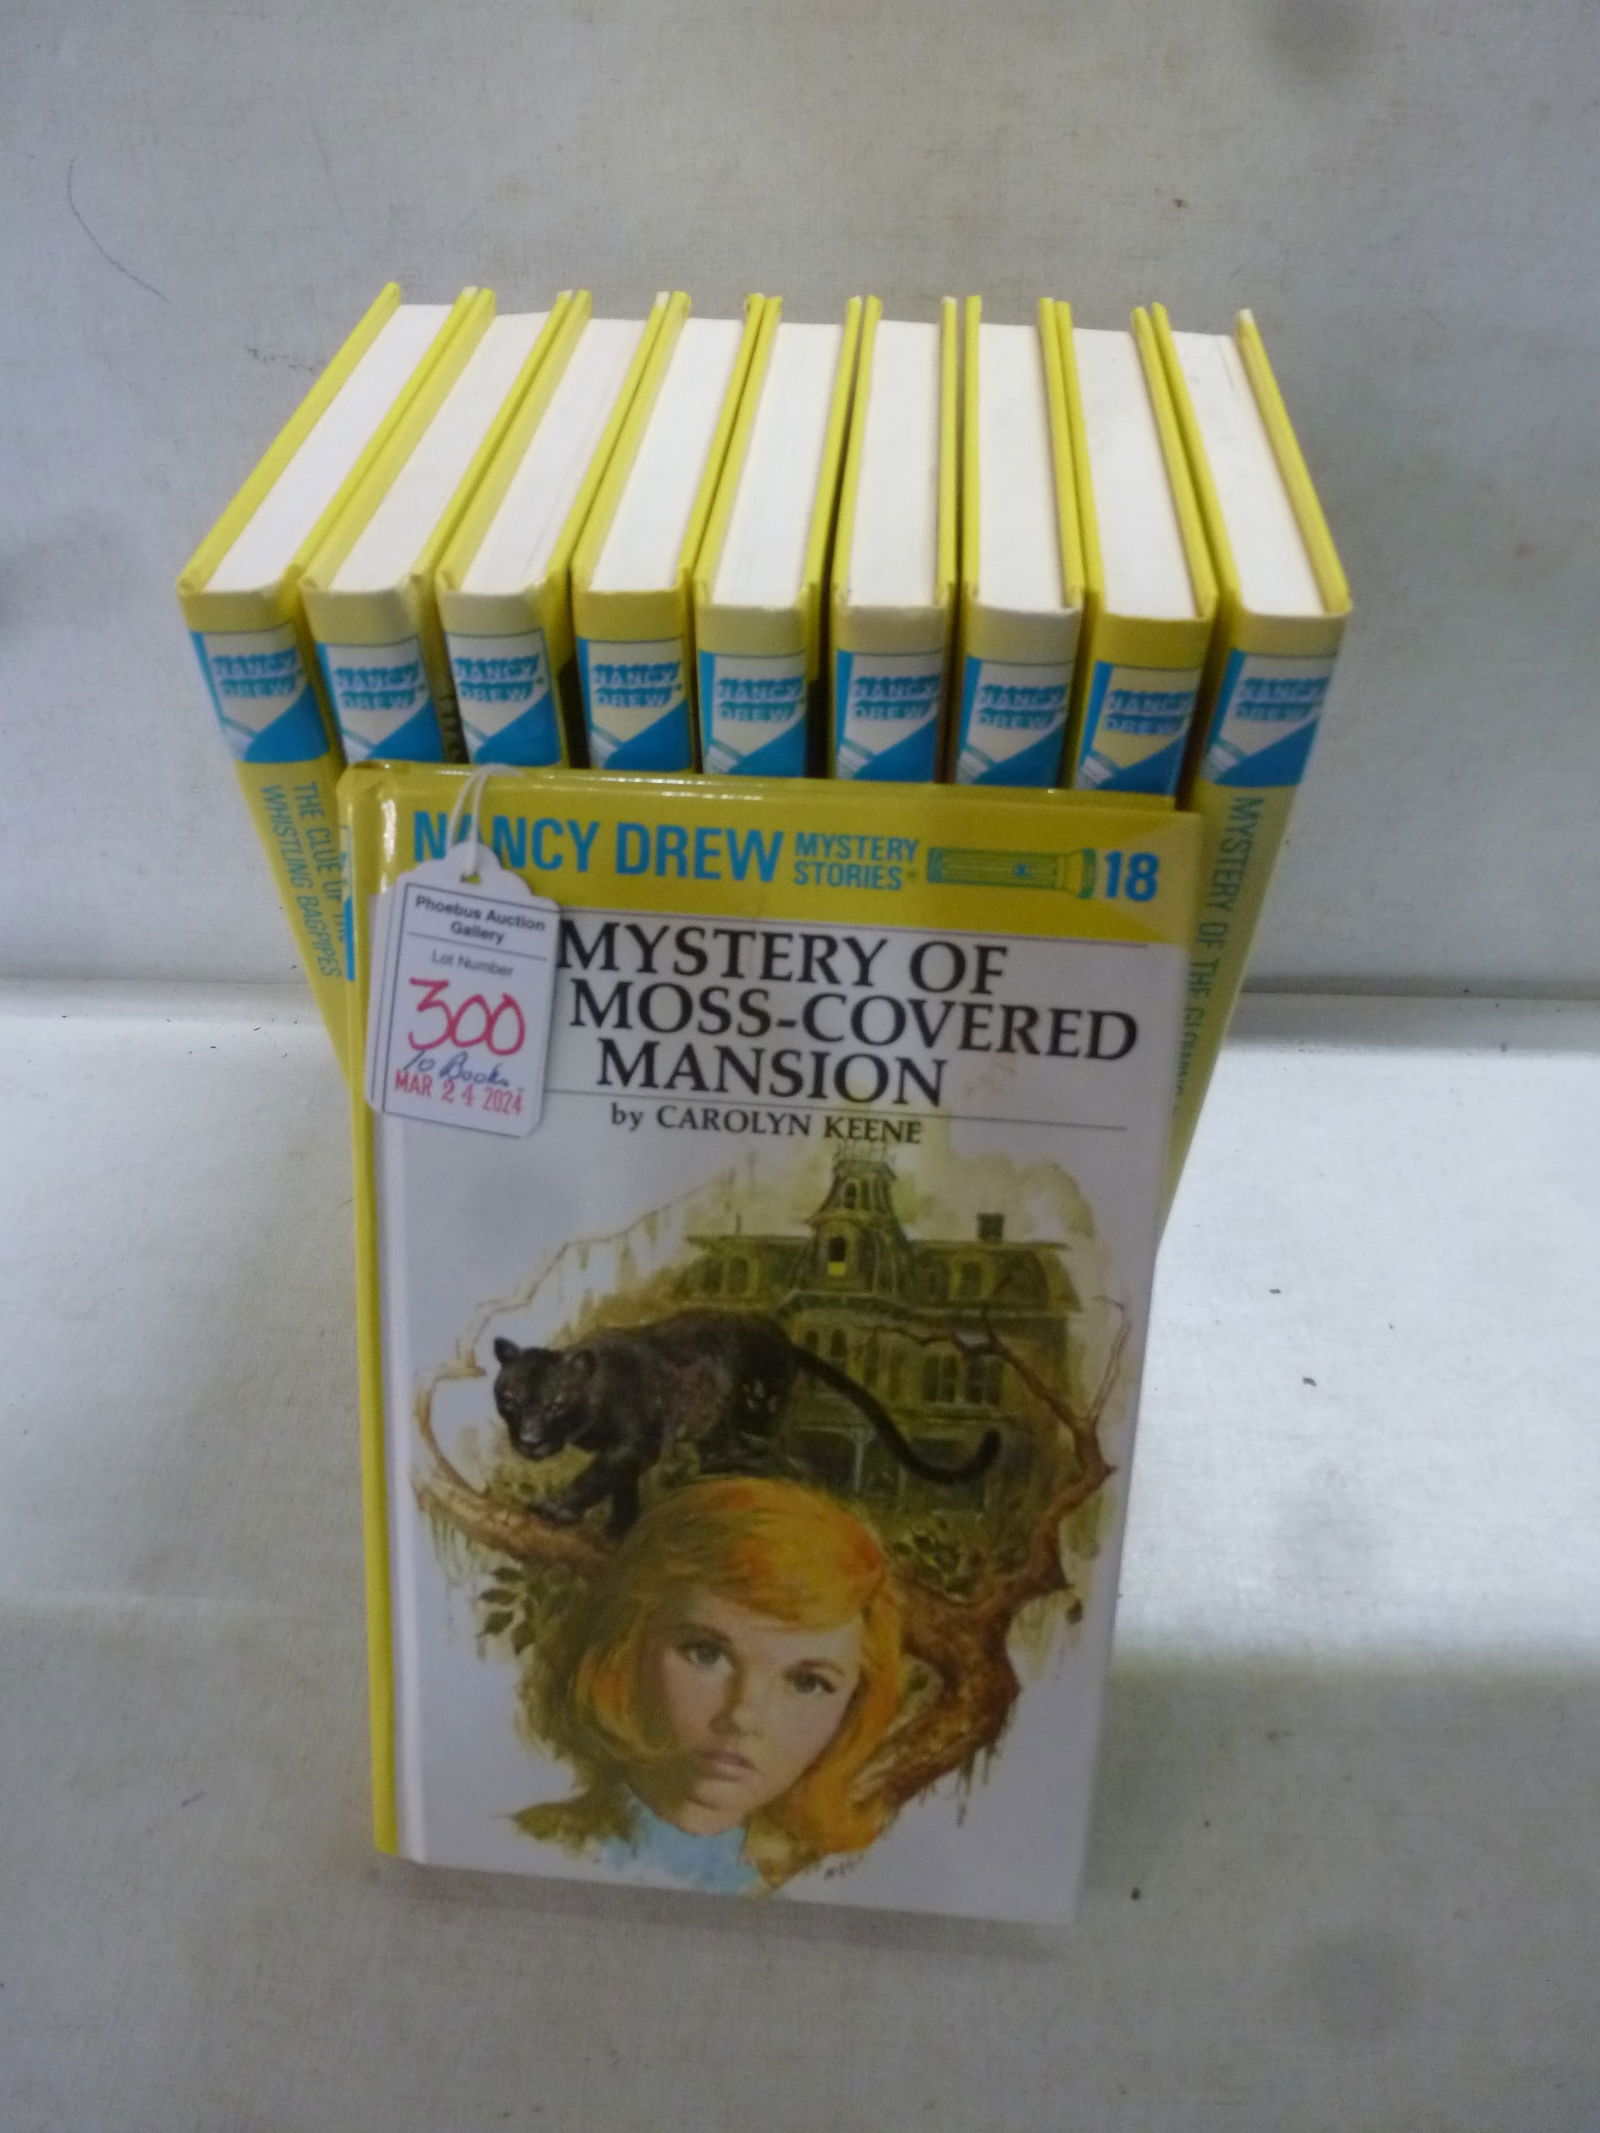 NANCY DREW
NANCY DREW
NANCY DREW
NANCY DREW
NANCY DREW
NANCY DREW
NANCY DREW
NANCY DREW
NANCY DREW
THE CLUE OF THE
WHISTLING BAGPIPES
MYSTERY OF THE
NANCY DREW MYSTERY STORIES 18
MYSTERY OF
MOSS-COVERED
MANSION
by CAROLYN KEENE
Phoebus Auction
Gallery
Lot Number
300
10 Books
MAR 24 2024